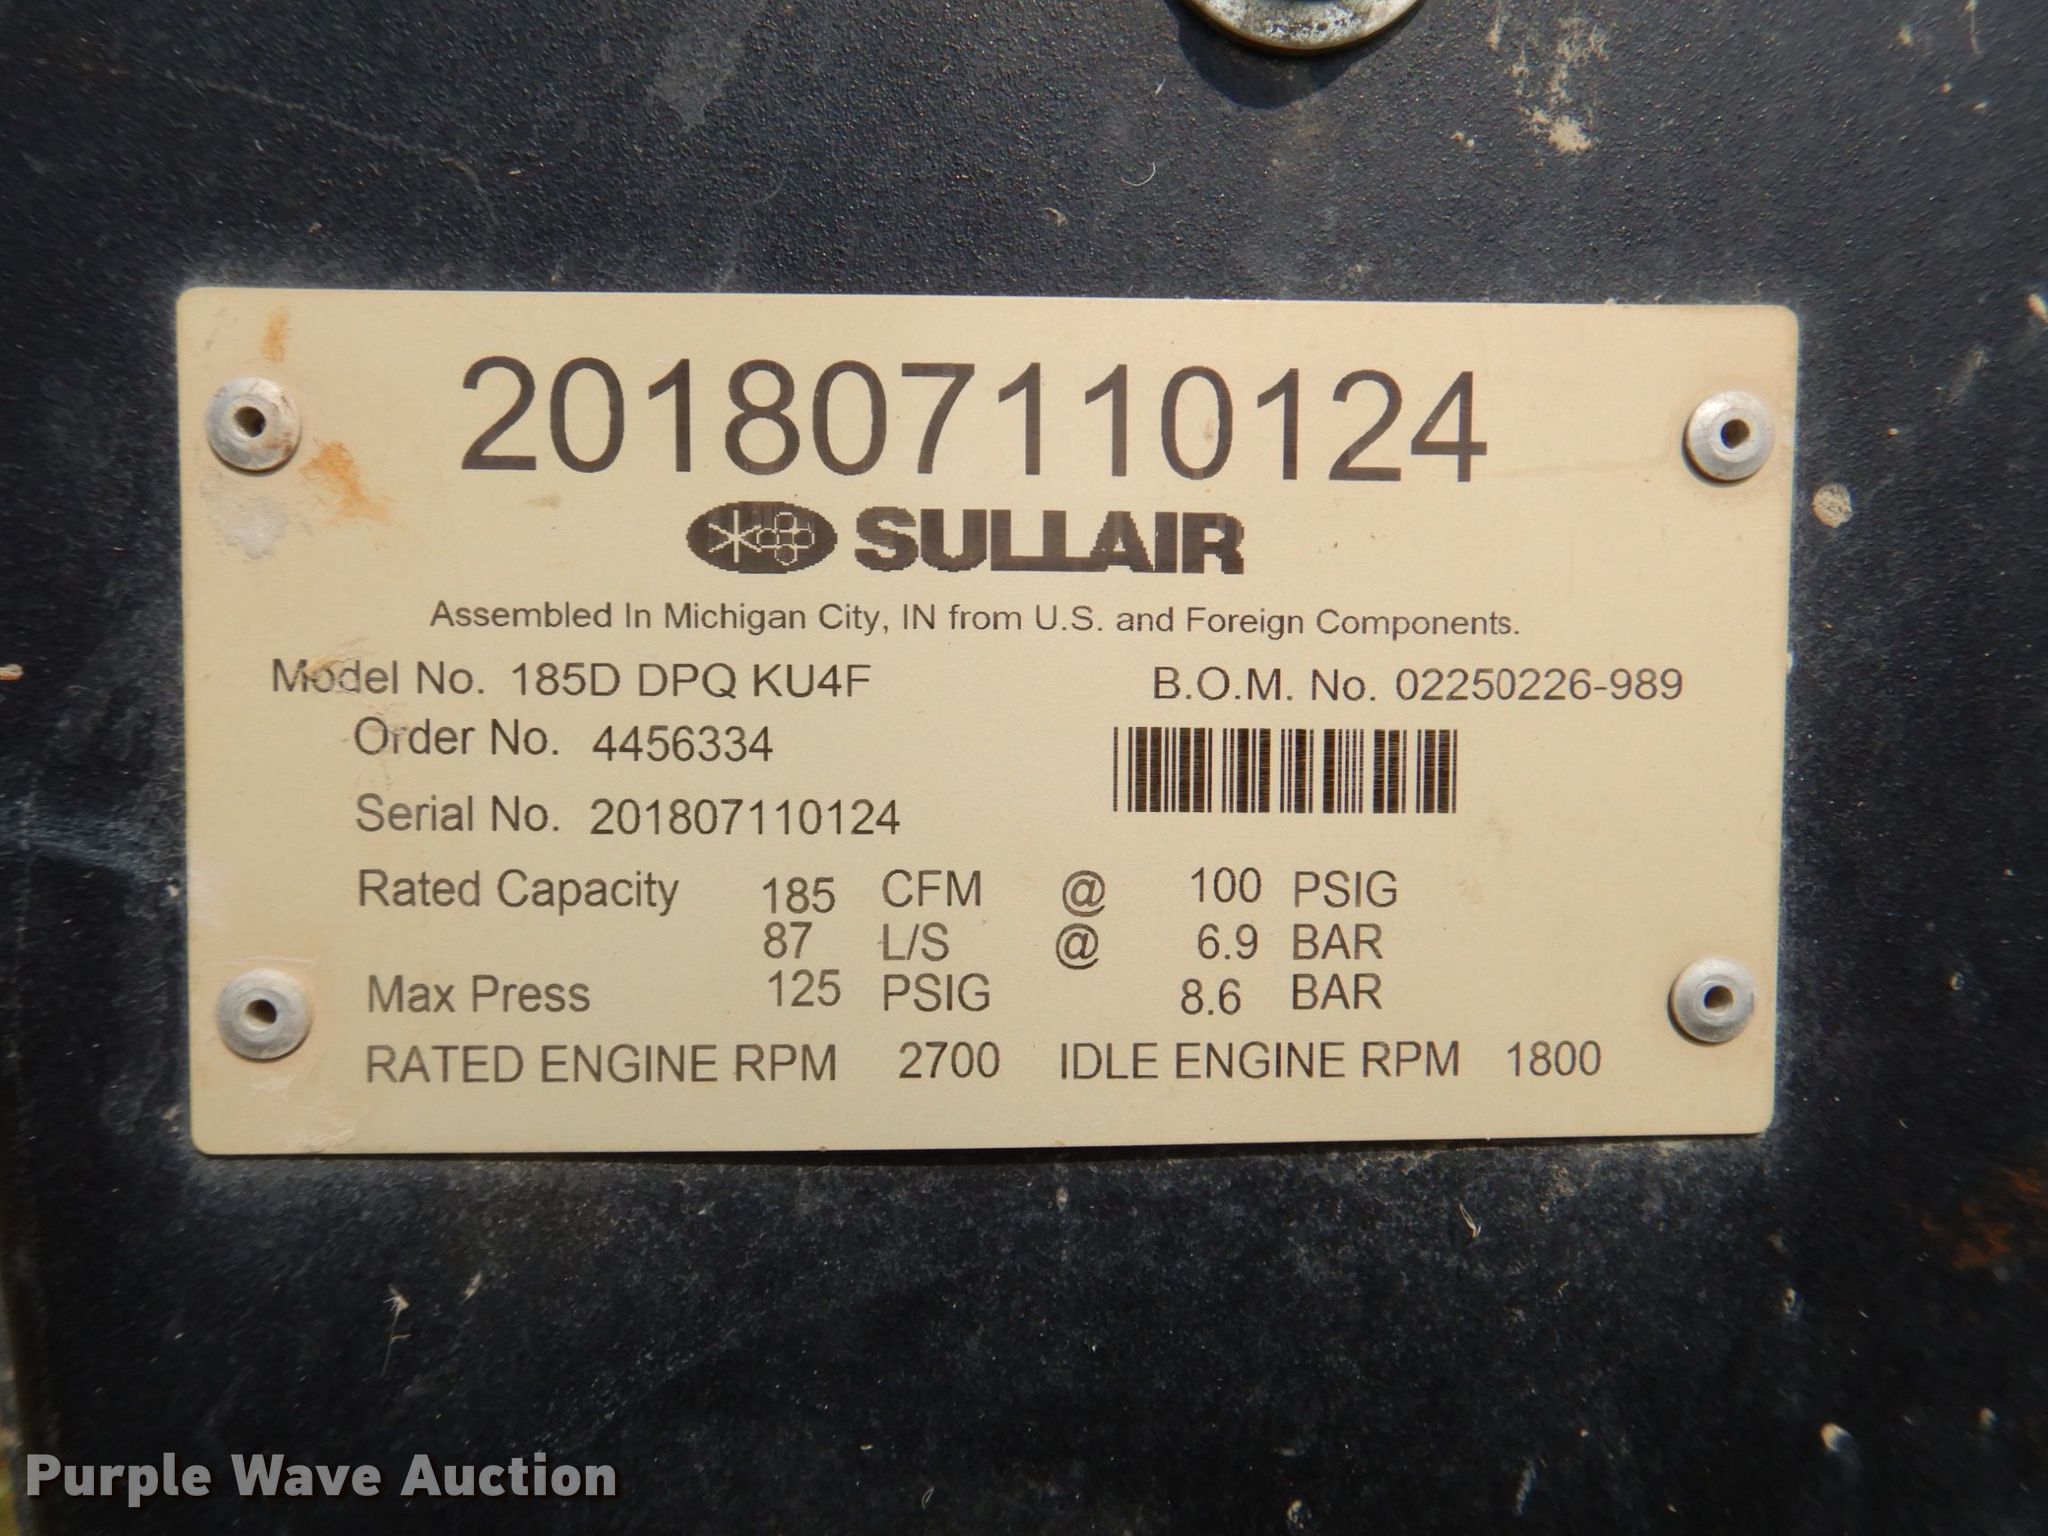 201807110124
SULLAIR
Assembled In Michigan City, IN from U.S. and Foreign Components.
Model No. 185D DPQ KU4F B.O.M. No. 02250226-989
Order No. 4456334
Serial No. 201807110124
Rated Capacity 185 CFM @ 100 PSIG
87 L/S @ 6.9 BAR
Max Press 125 PSIG 8.6 BAR
RATED ENGINE RPM 2700 IDLE ENGINE RPM 1800
Purple Wave Auction